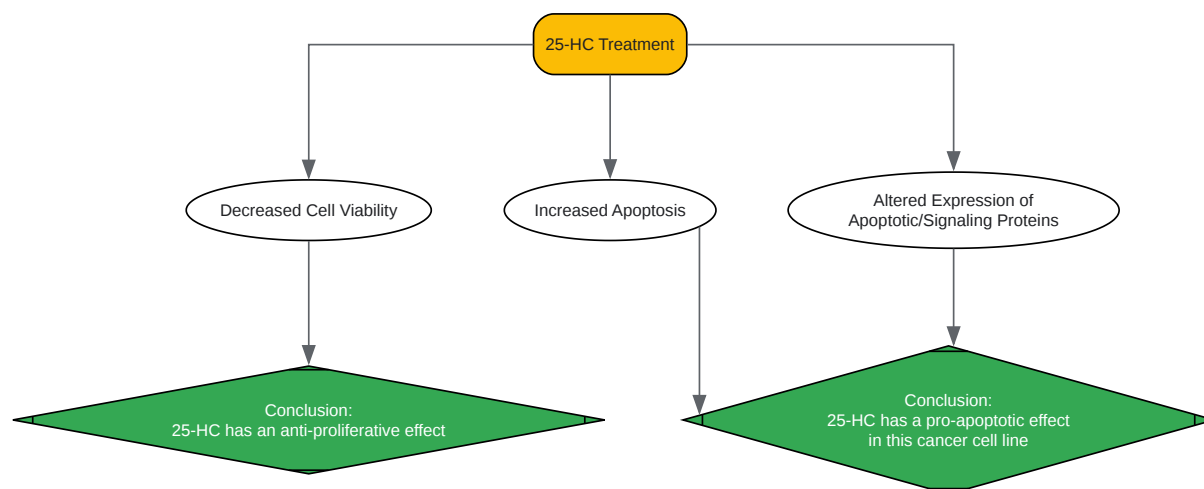 25-HC Treatment
Decreased Cell Viability
Increased Apoptosis
Altered Expression of
Apoptotic/Signaling Proteins
Conclusion:
25-HC has an anti-proliferative effect
Conclusion:
25-HC has a pro-apoptotic effect
in this cancer cell line